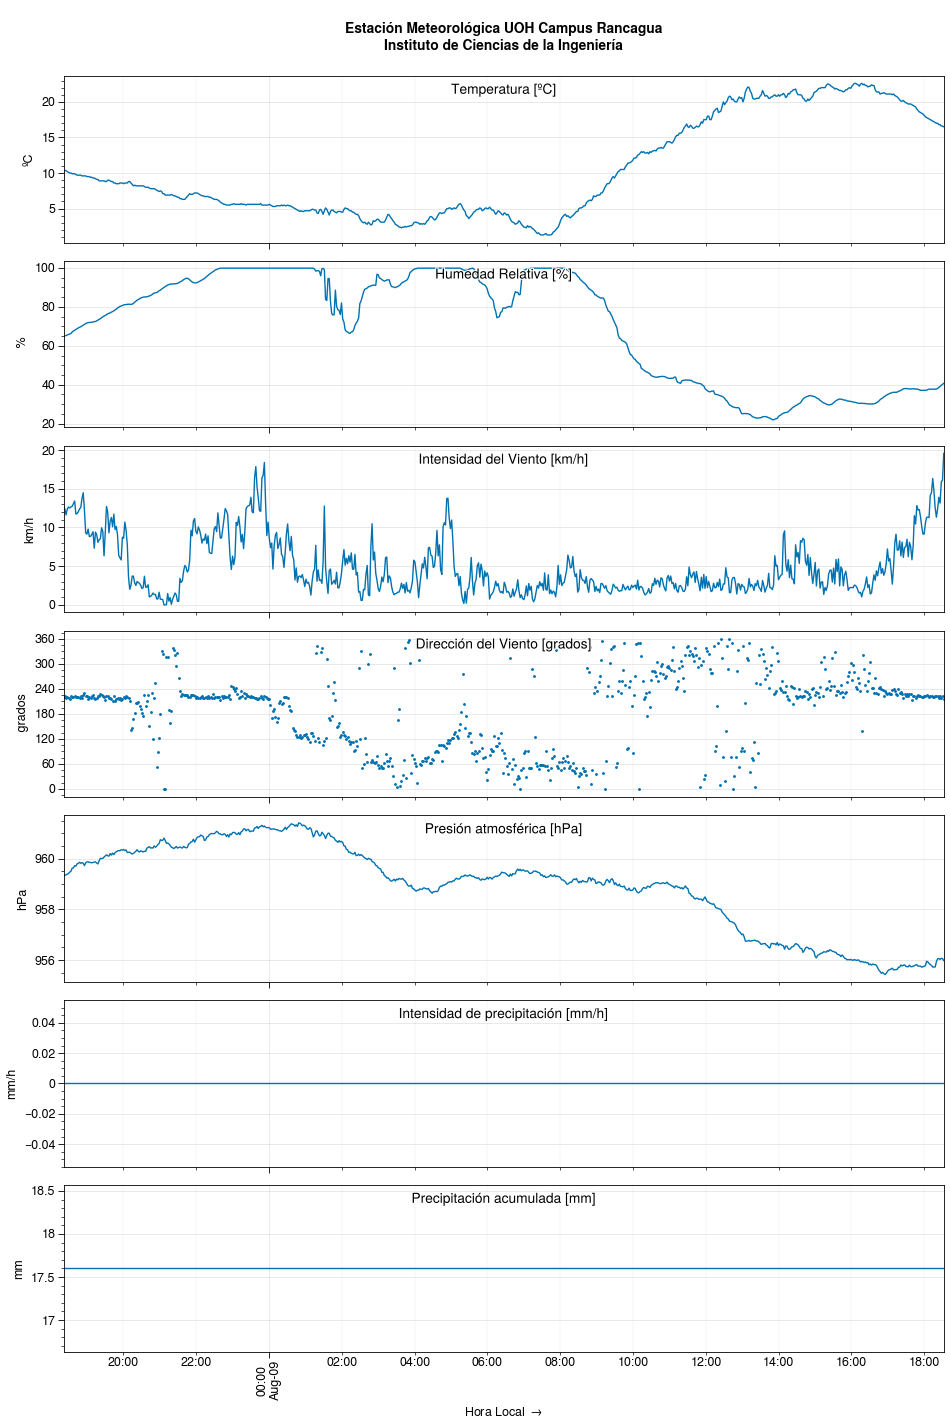 Estación Meteorológica UOH Campus Rancagua
Instituto de Ciencias de la Ingeniería
Temperatura [ºC]
ºC
20
15
10
5
Humedad Relativa [%]
%
100
80
60
40
20
Intensidad del Viento [km/h]
km/h
20
15
10
5
0
Dirección del Viento [grados]
grados
360
300
240
180
120
60
0
Presión atmosférica [hPa]
hPa
960
958
956
Intensidad de precipitación [mm/h]
mm/h
0.04
0.02
0
−0.02
−0.04
Precipitación acumulada [mm]
mm
18.5
18
17.5
17
20:00
22:00
00:00
Aug-09
02:00
04:00
06:00
08:00
10:00
12:00
14:00
16:00
18:00
Hora Local →